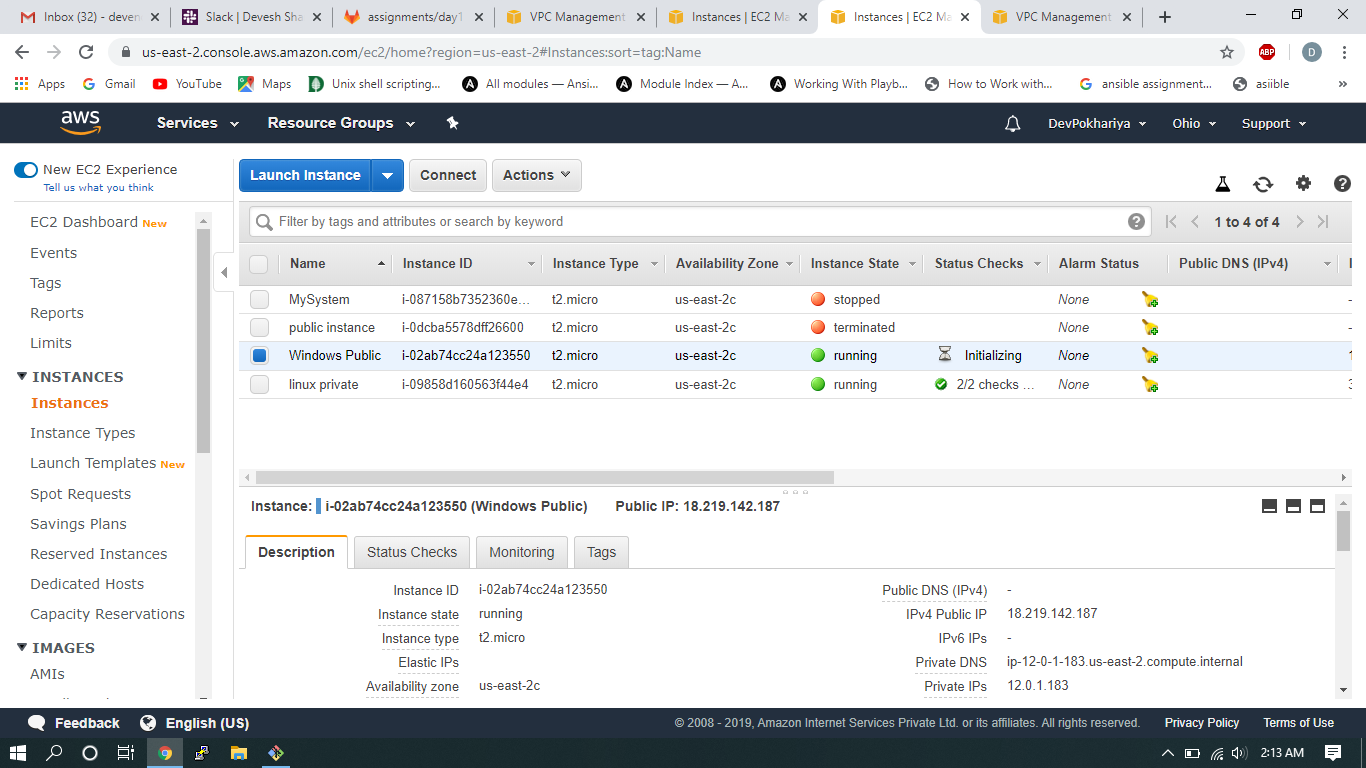 Inbox (32) - deven
Slack | Devesh Sha
assignments/day1
VPC Management
Instances | EC2 Ma
Instances | EC2 Ma
VPC Management
us-east-2.console.aws.amazon.com/ec2/home?region=us-east-2#Instances:sort=tag:Name
ABP
D
Apps
Gmail
YouTube
Maps
Unix shell scripting...
All modules — Ansi...
Module Index — A...
Working With Playb...
How to Work with...
ansible assignment...
asiible
»
aws
Services
Resource Groups
DevPokhariya
Ohio
Support
New EC2 Experience
Tell us what you think
EC2 Dashboard New
Events
Tags
Reports
Limits
INSTANCES
Instances
Instance Types
Launch Templates New
Spot Requests
Savings Plans
Reserved Instances
Dedicated Hosts
Capacity Reservations
IMAGES
AMIs
Launch Instance
Connect
Actions
Filter by tags and attributes or search by keyword
1 to 4 of 4
Name Instance ID Instance Type Availability Zone Instance State Status Checks Alarm Status Public DNS (IPv4)
MySystem i-087158b7352360e... t2.micro us-east-2c stopped None -
public instance i-0dcba5578dff26600 t2.micro us-east-2c terminated None -
Windows Public i-02ab74cc24a123550 t2.micro us-east-2c running Initializing None 1
linux private i-09858d160563f44e4 t2.micro us-east-2c running 2/2 checks ... None 3
Instance: i-02ab74cc24a123550 (Windows Public) Public IP: 18.219.142.187
Description
Status Checks
Monitoring
Tags
Instance ID i-02ab74cc24a123550
Instance state running
Instance type t2.micro
Elastic IPs
Availability zone us-east-2c
Public DNS (IPv4) -
IPv4 Public IP 18.219.142.187
IPv6 IPs -
Private DNS ip-12-0-1-183.us-east-2.compute.internal
Private IPs 12.0.1.183
Feedback
English (US)
© 2008 - 2019, Amazon Internet Services Private Ltd. or its affiliates. All rights reserved.
Privacy Policy
Terms of Use
2:13 AM